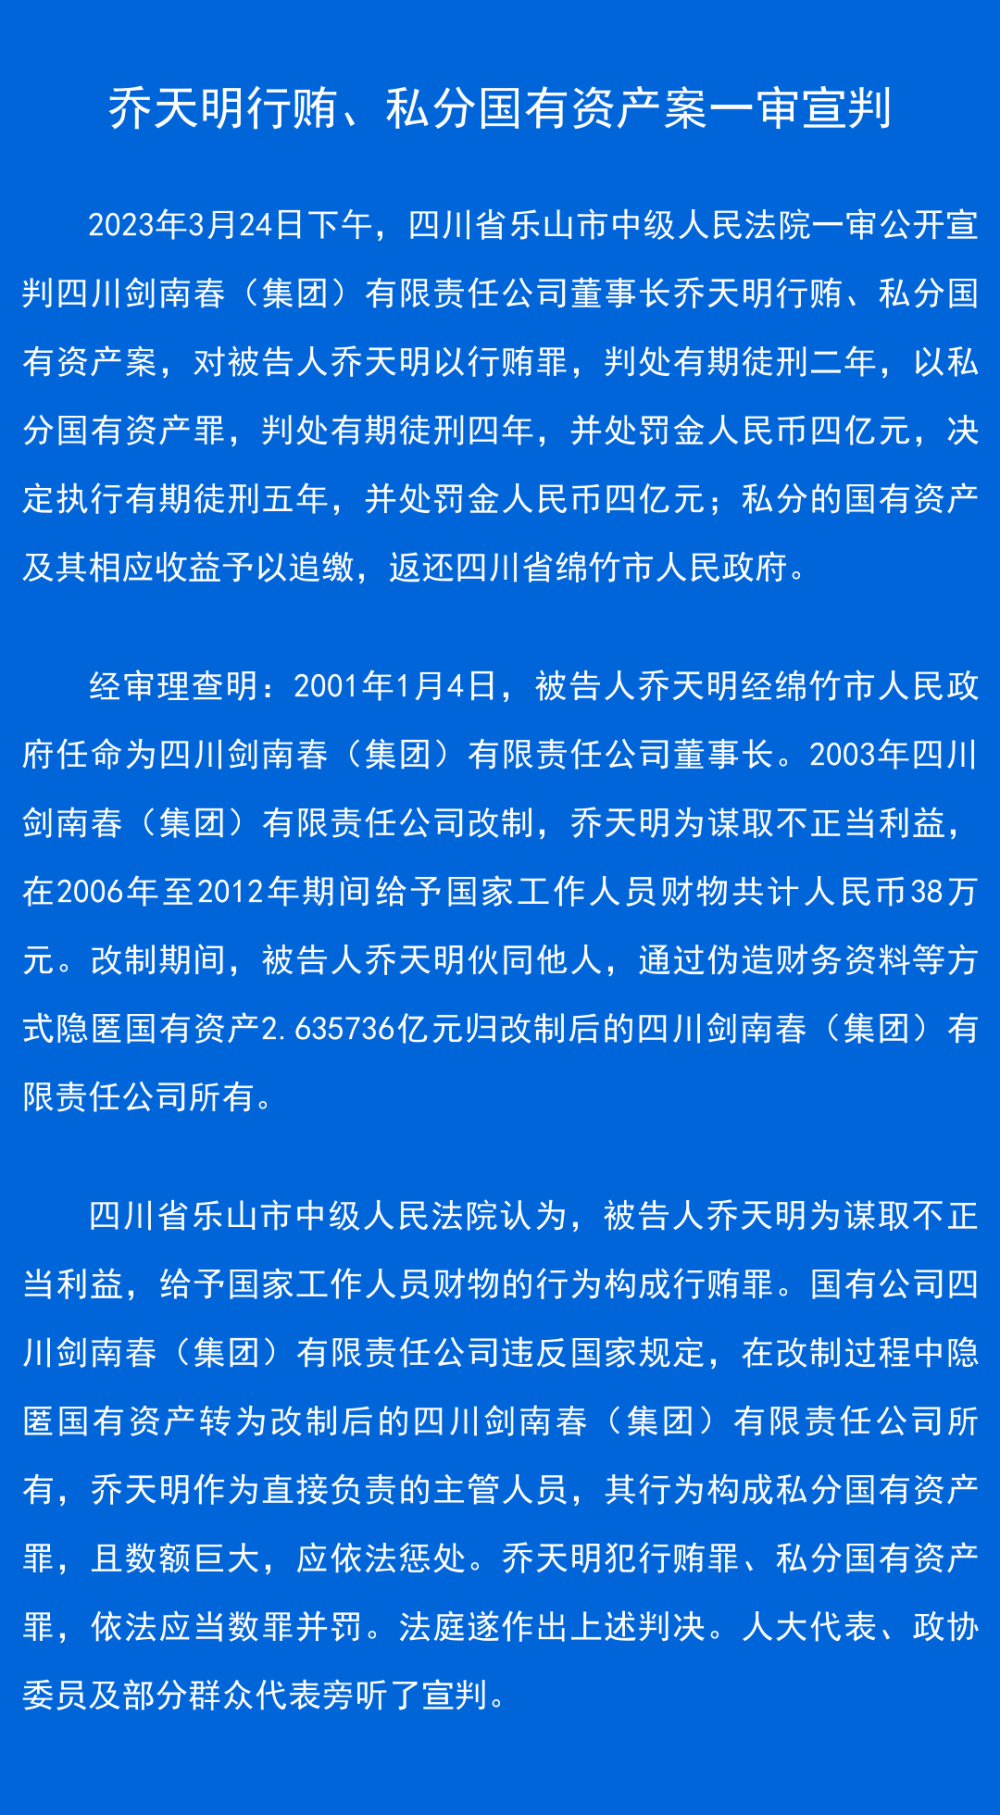 乔天明行贿、私分国有资产案一审宣判
2023年3月24日下午，四川省乐山市中级人民法院一审公开宣
判四川剑南春（集团）有限责任公司董事长乔天明行贿、私分国
有资产案，对被告人乔天明以行贿罪，判处有期徒刑二年，以私
分国有资产罪，判处有期徒刑四年，并处罚金人民币四亿元，决
定执行有期徒刑五年，并处罚金人民币四亿元；私分的国有资产
及其相应收益予以追缴，返还四川省绵竹市人民政府。
经审理查明：2001年1月4日，被告人乔天明经绵竹市人民政
府任命为四川剑南春（集团）有限责任公司董事长。2003年四川
剑南春（集团）有限责任公司改制，乔天明为谋取不正当利益，
在2006年至2012年期间给予国家工作人员财物共计人民币38万
元。改制期间，被告人乔天明伙同他人，通过伪造财务资料等方
式隐匿国有资产2.635736亿元归改制后的四川剑南春（集团）有
限责任公司所有。
四川省乐山市中级人民法院认为，被告人乔天明为谋取不正
当利益，给予国家工作人员财物的行为构成行贿罪。国有公司四
川剑南春（集团）有限责任公司违反国家规定，在改制过程中隐
匿国有资产转为改制后的四川剑南春（集团）有限责任公司所
有，乔天明作为直接负责的主管人员，其行为构成私分国有资产
罪，且数额巨大，应依法惩处。乔天明犯行贿罪、私分国有资产
罪，依法应当数罪并罚。法庭遂作出上述判决。人大代表、政协
委员及部分群众代表旁听了宣判。